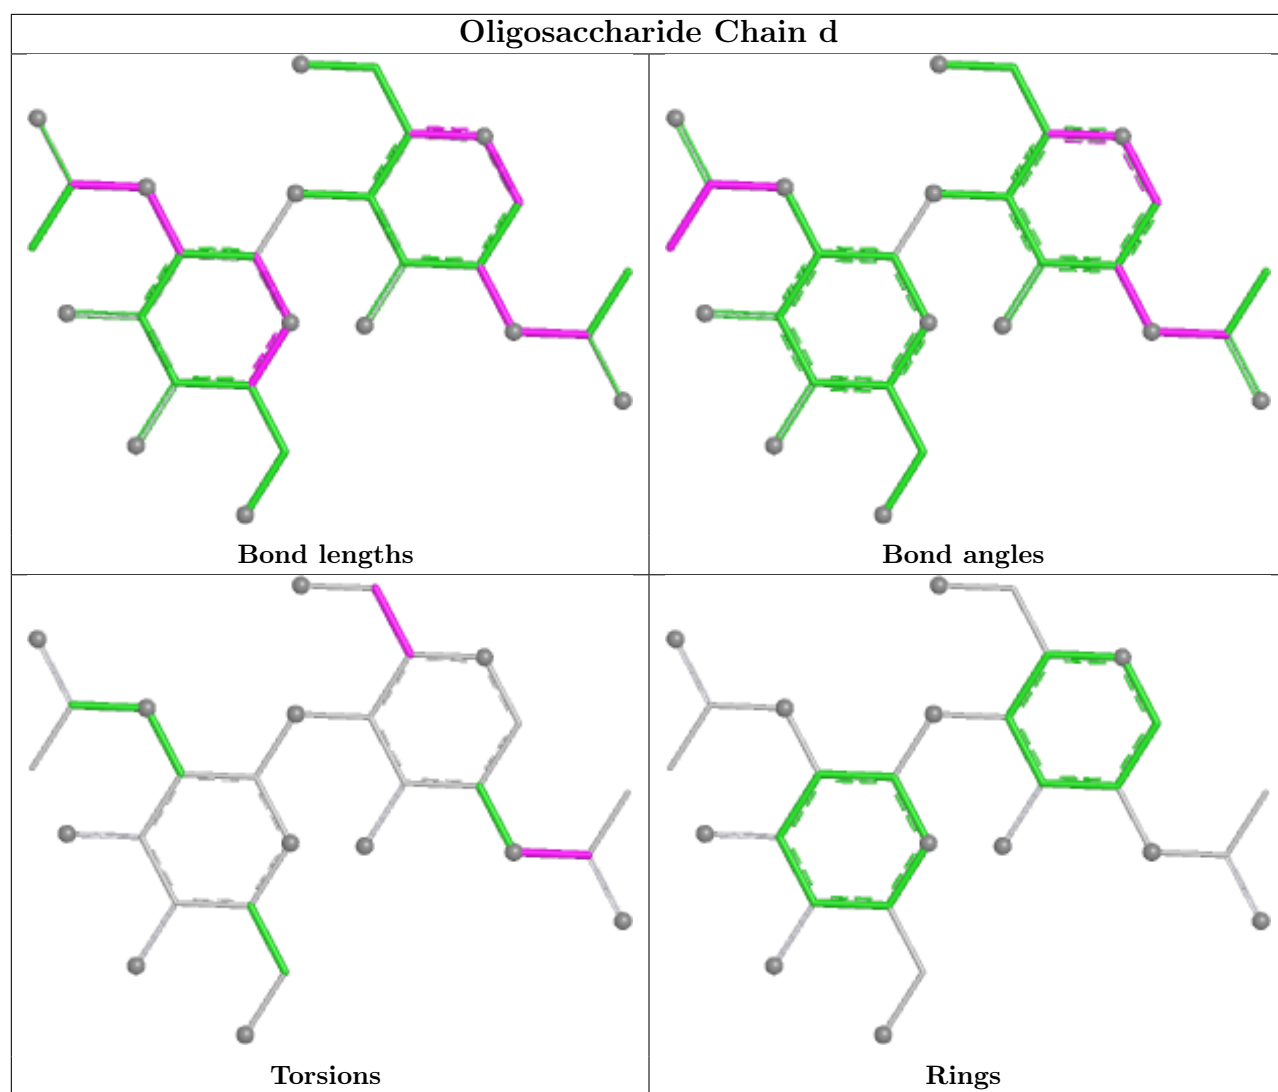 Oligosaccharide Chain d
Bond lengths
Bond angles
Torsions
Rings